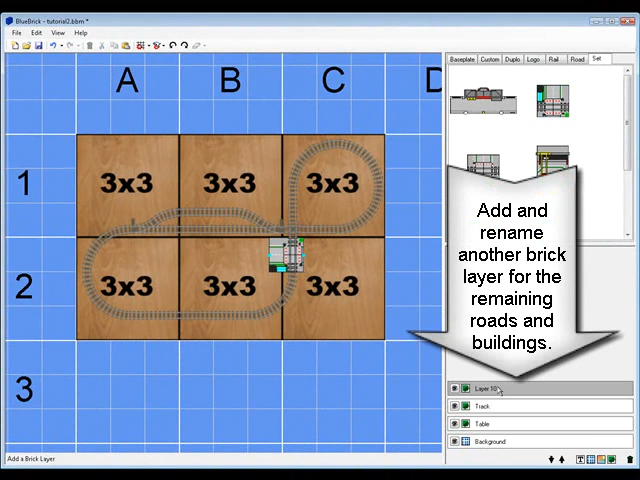 BlueBrick - tutorial2.bbm *
File Edit View Help
Baseplate Custom Duplo Logo Rail Road Set
A B C D
1 3x3 3x3 3x3
2 3x3 3x3 3x3
3
Add and
rename
another brick
layer for the
remaining
roads and
buildings.
Layer 10
Track
Table
Background
Add a Brick Layer